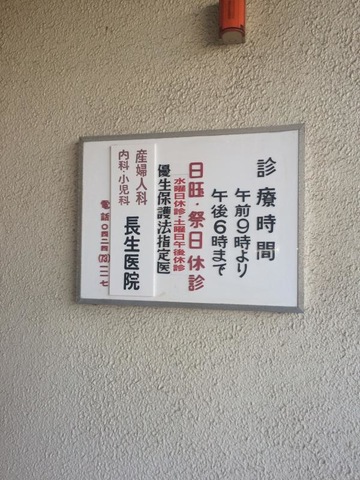 診療時間
午前9時より
午後6時まで
日曜・祭日休診
水曜日休診・土曜日午後休診
優生保護法指定医
産婦人科
内科・小児科
長生医院